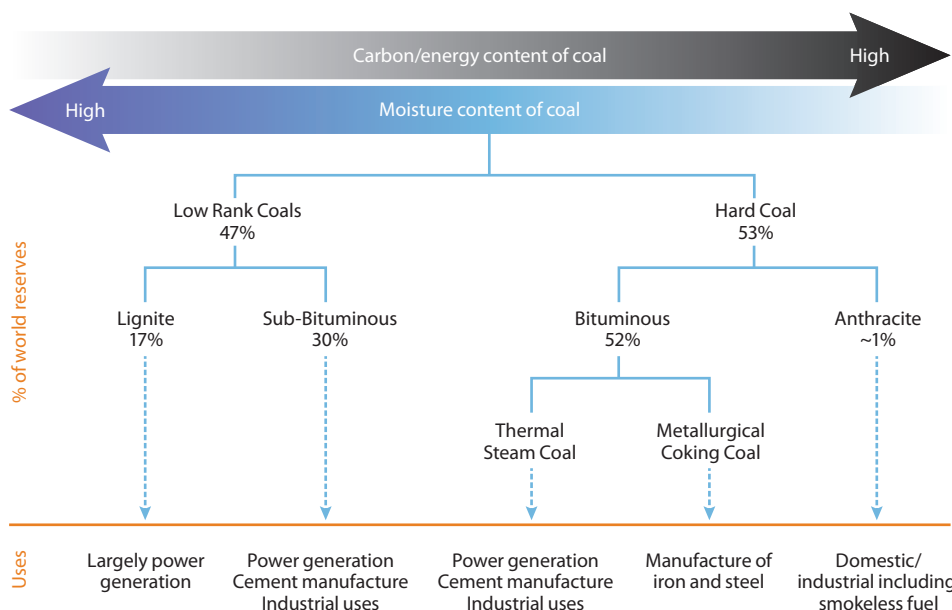 Carbon/energy content of coal
High
High
Moisture content of coal
% of world reserves
Low Rank Coals
47%
Hard Coal
53%
Lignite
17%
Sub-Bituminous
30%
Bituminous
52%
Anthracite
~1%
Thermal
Steam Coal
Metallurgical
Coking Coal
Uses
Largely power
generation
Power generation
Cement manufacture
Industrial uses
Power generation
Cement manufacture
Industrial uses
Manufacture of
iron and steel
Domestic/
industrial including
smokeless fuel